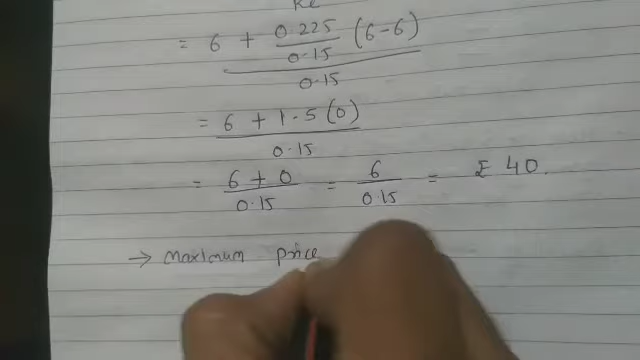 Ke
= 6 + 0.225/0.15 (6-6)
0.15
= 6 + 1.5 (0)
0.15
= 6 + 0 / 0.15 = 6 / 0.15 = £ 40.
→ Maximum price